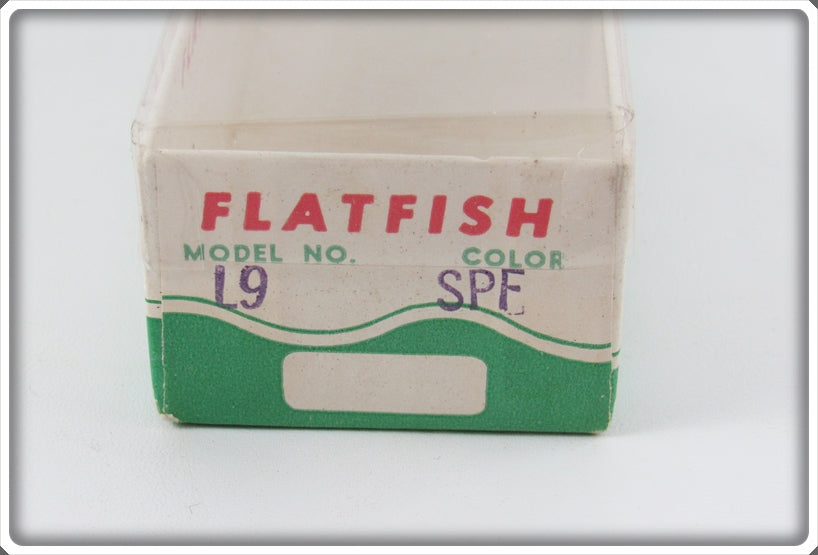 FLATFISH
MODEL NO. COLOR
L9 SPE